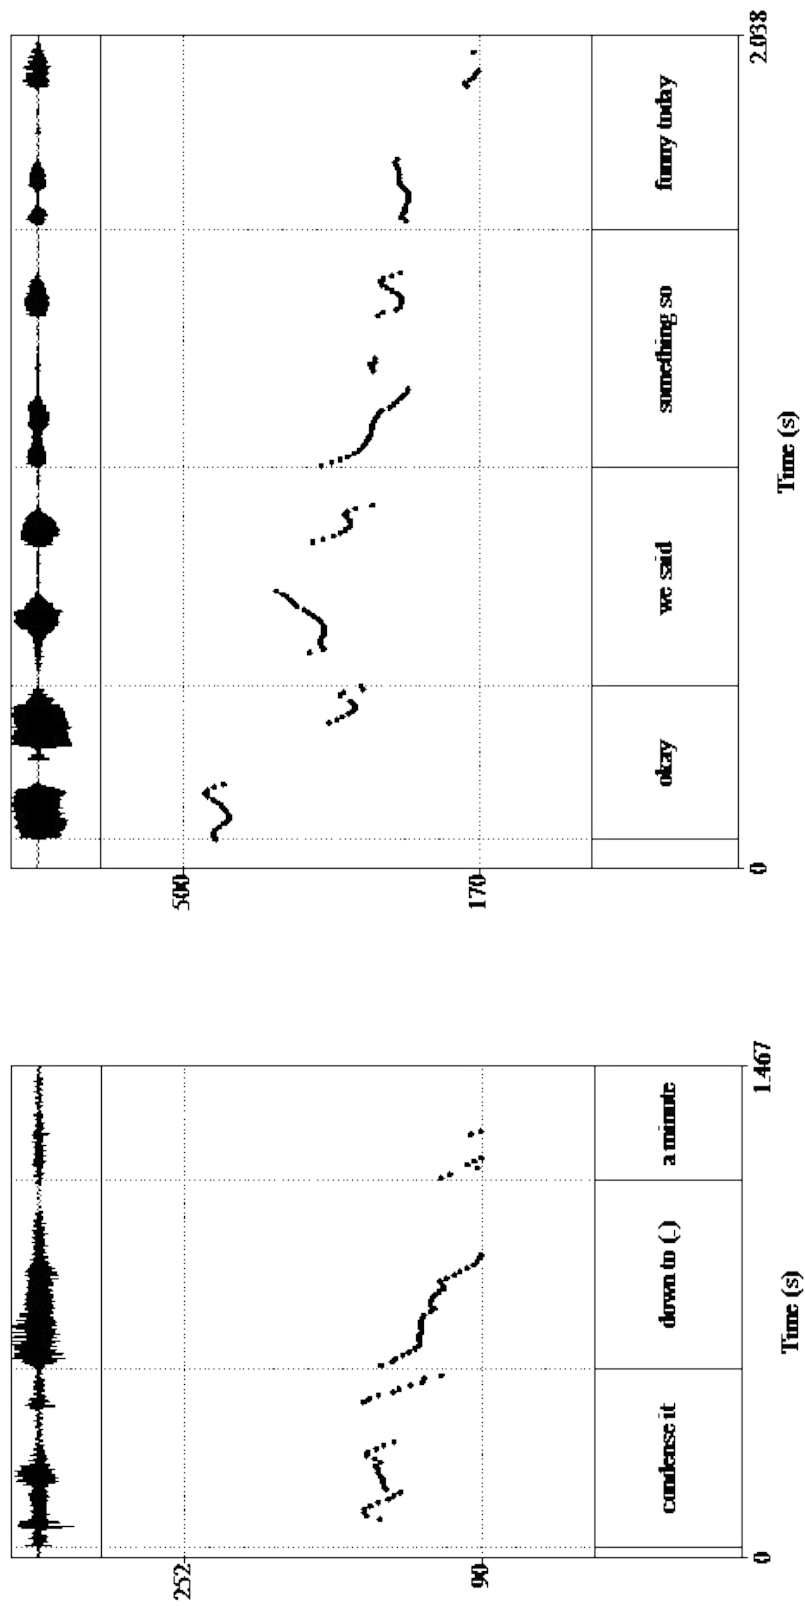 252
90
condense it
down to (.)
a minute
0
1.467
Time (s)
500
170
okay
we said
something so
funny today
0
2.038
Time (s)